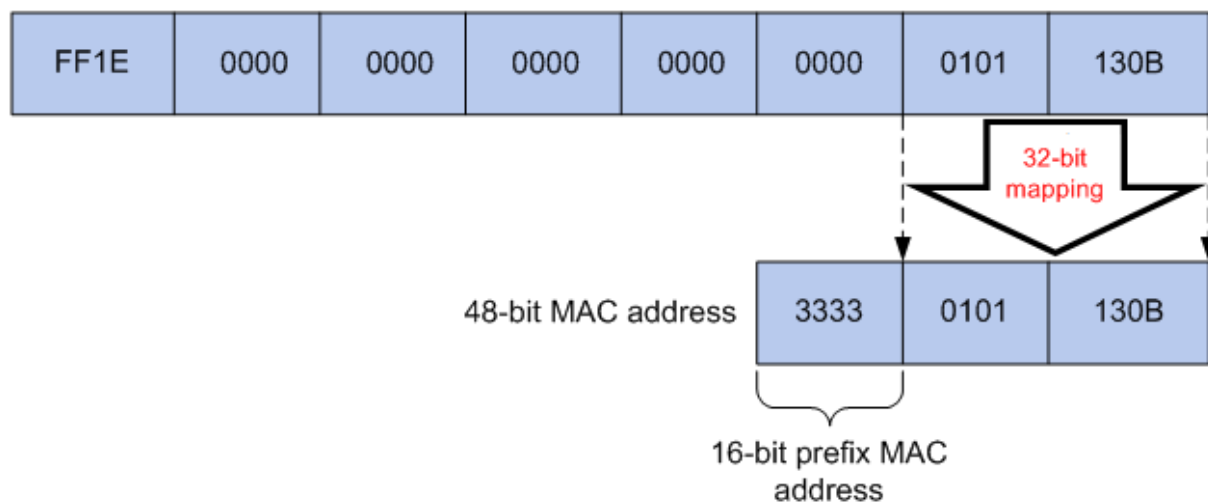 FF1E 0000 0000 0000 0000 0000 0101 130B
32-bit
mapping
48-bit MAC address 3333 0101 130B
16-bit prefix MAC
address